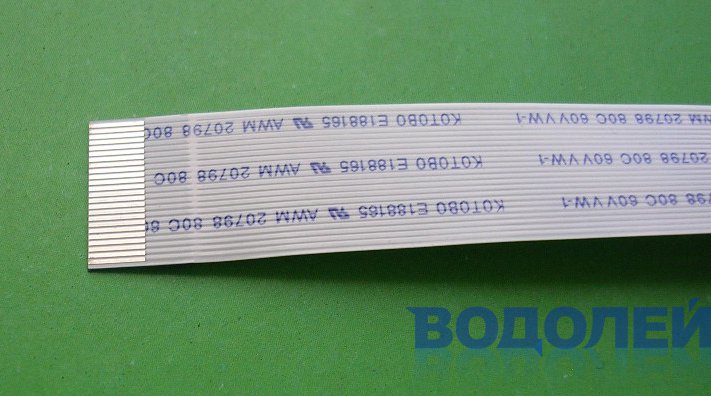 798 80C 60V VW-1 KOTOBO E188165 AWM 20798 80C
20798 80C 60V VW-1 KOTOBO E188165 AWM 20798 80C
WM 20798 80C 60V VW-1 KOTOBO E188165 AWM 20798 80C
ВОДОЛЕЙ